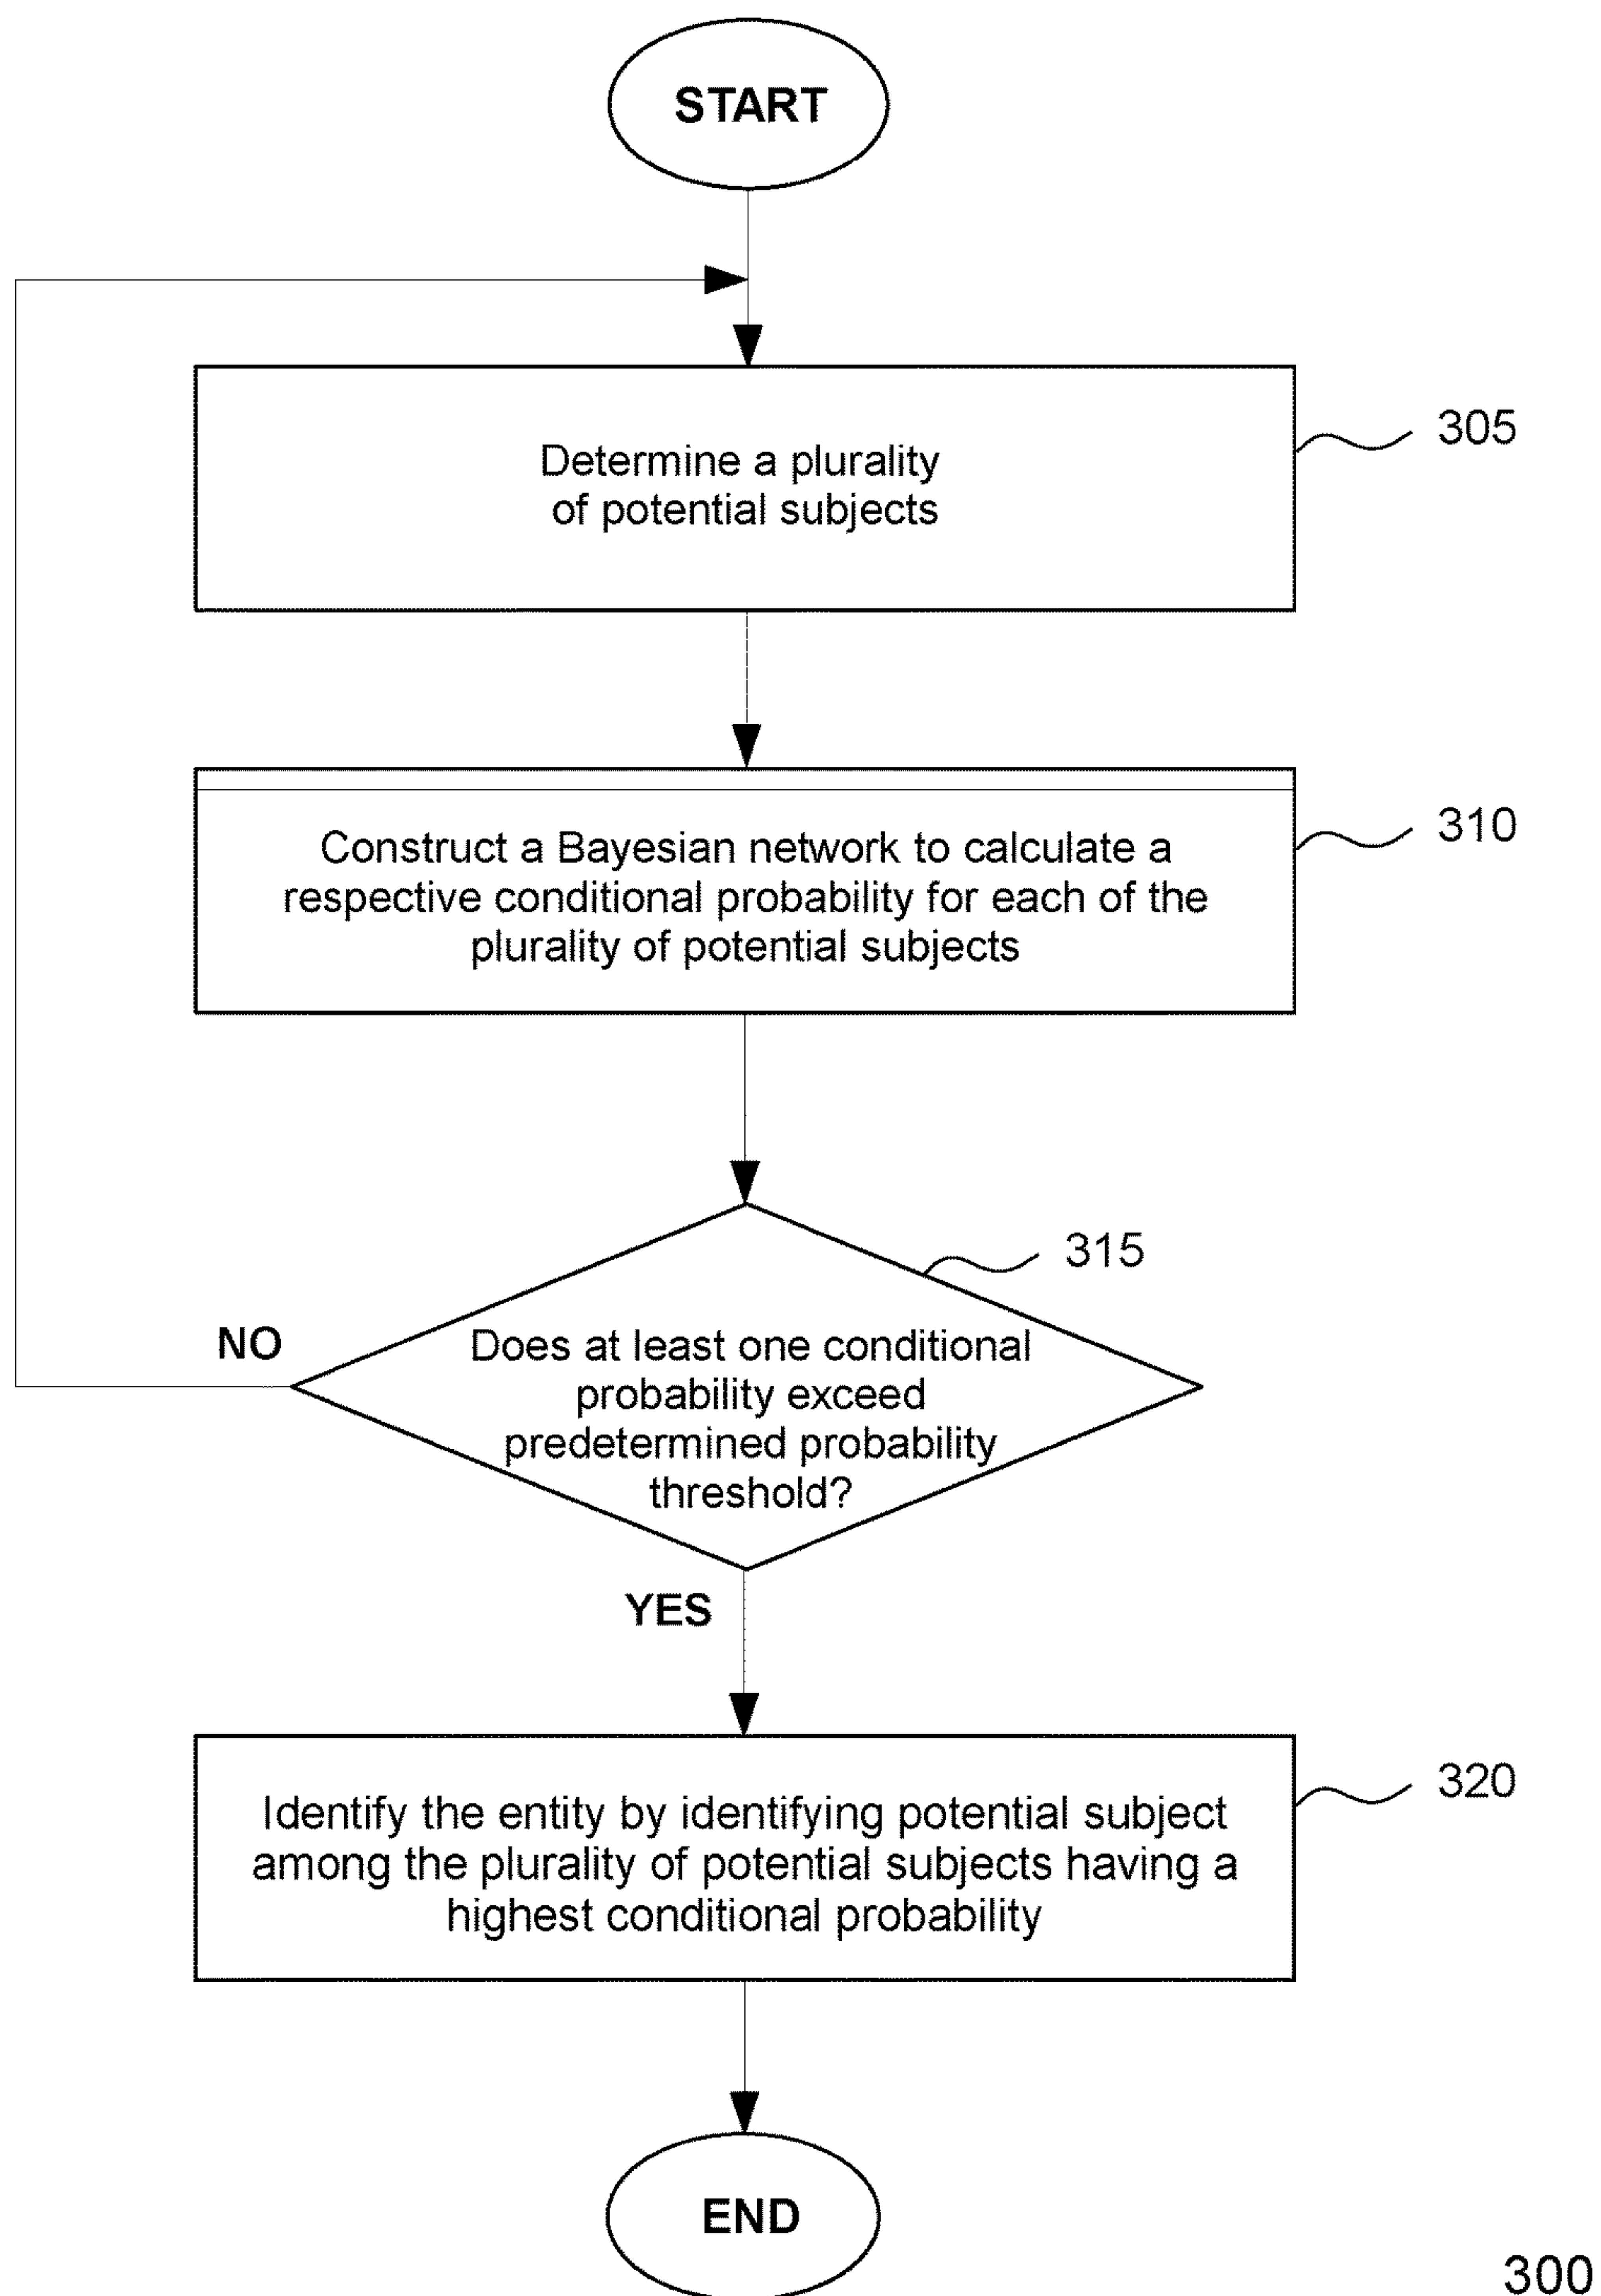 START
Determine a plurality
of potential subjects
305
Construct a Bayesian network to calculate a
respective conditional probability for each of the
plurality of potential subjects
310
315
NO
Does at least one conditional
probability exceed
predetermined probability
threshold?
YES
Identify the entity by identifying potential subject
among the plurality of potential subjects having a
highest conditional probability
320
END
300